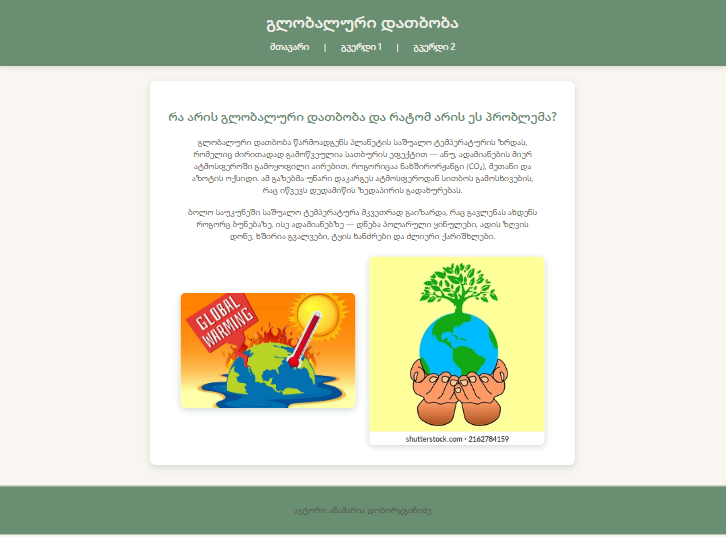 გლობალური დათბობა
მთავარი | გვერდი 1 | გვერდი 2
რა არის გლობალური დათბობა და რატომ არის ეს პრობლემა?
გლობალური დათბობა წარმოადგენს პლანეტის საშუალო ტემპერატურის ზრდას,
რომელიც ძირითადად გამოწვეულია სათბურის ეფექტით — ანუ, ადამიანების მიერ
ატმოსფეროში გამოყოფილი აირებით, როგორიცაა ნახშირორჟანგი (CO₂), მეთანი და
აზოტის ოქსიდი. ამ გაზებმა უნარი დაკარგეს ატმოსფეროდან სითბოს გამოსხივების,
რაც იწვევს დედამიწის ზედაპირის გადახურებას.
ბოლო საუკუნეში საშუალო ტემპერატურა მკვეთრად გაიზარდა, რაც გავლენას ახდენს
როგორც ბუნებაზე, ისე ადამიანებზე — დნება პოლარული ყინულები, ადის ზღვის
დონე, ხშირია გვალვები, ტყის ხანძრები და ძლიერი ქარიშხლები.
GLOBAL
WARMING
shutterstock.com • 2162784159
ავტორი: ანამარია დობორჯგინიძე